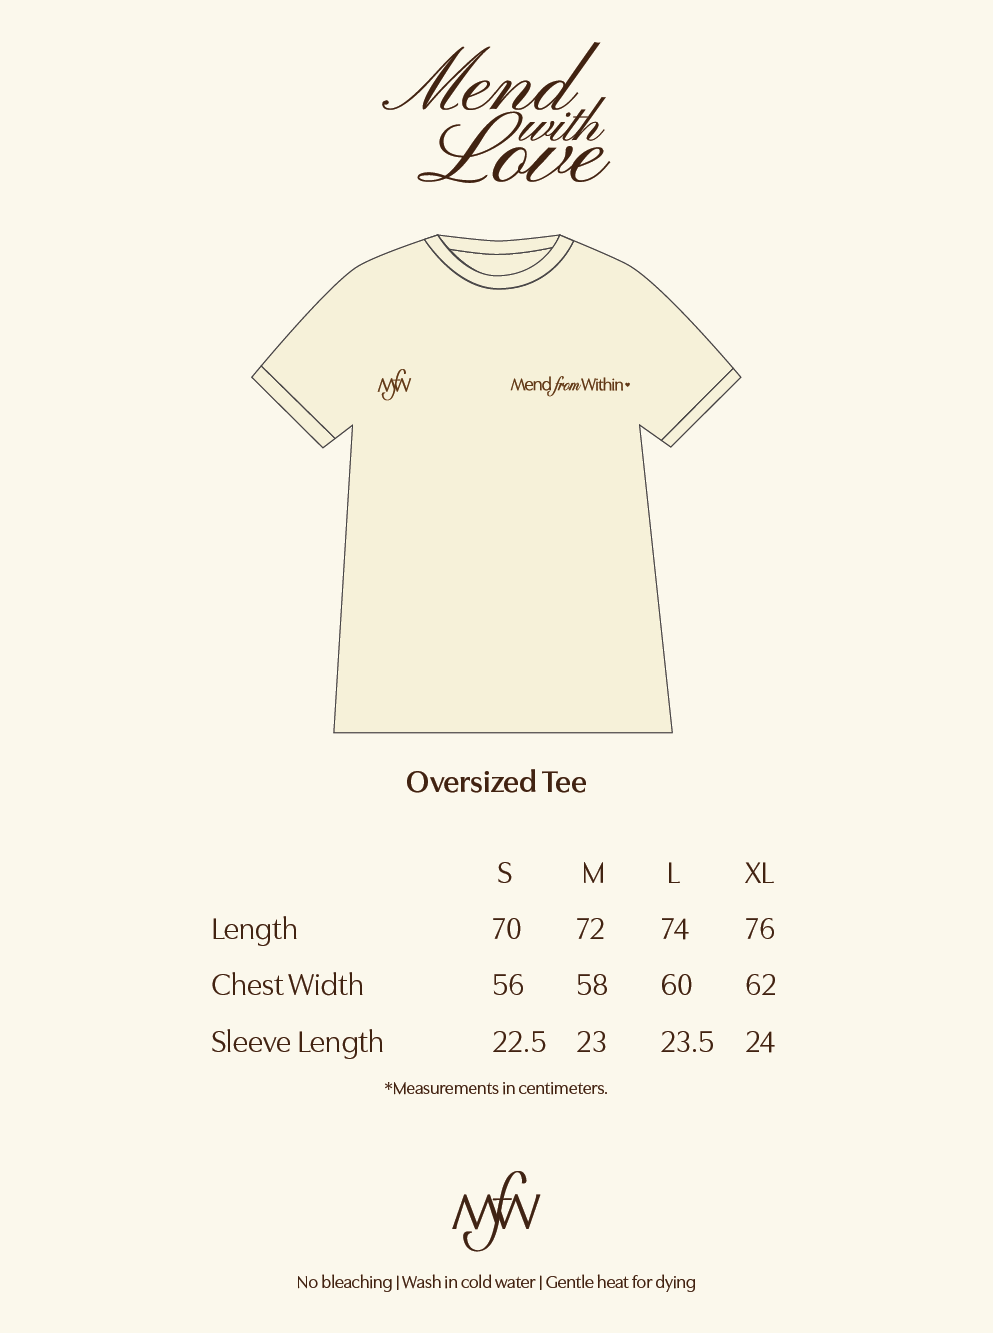 Mend
with
Love
MfW
Mend from Within♥
Oversized Tee
S M L XL
Length 70 72 74 76
Chest Width 56 58 60 62
Sleeve Length 22.5 23 23.5 24
*Measurements in centimeters.
MfW
No bleaching | Wash in cold water | Gentle heat for dying